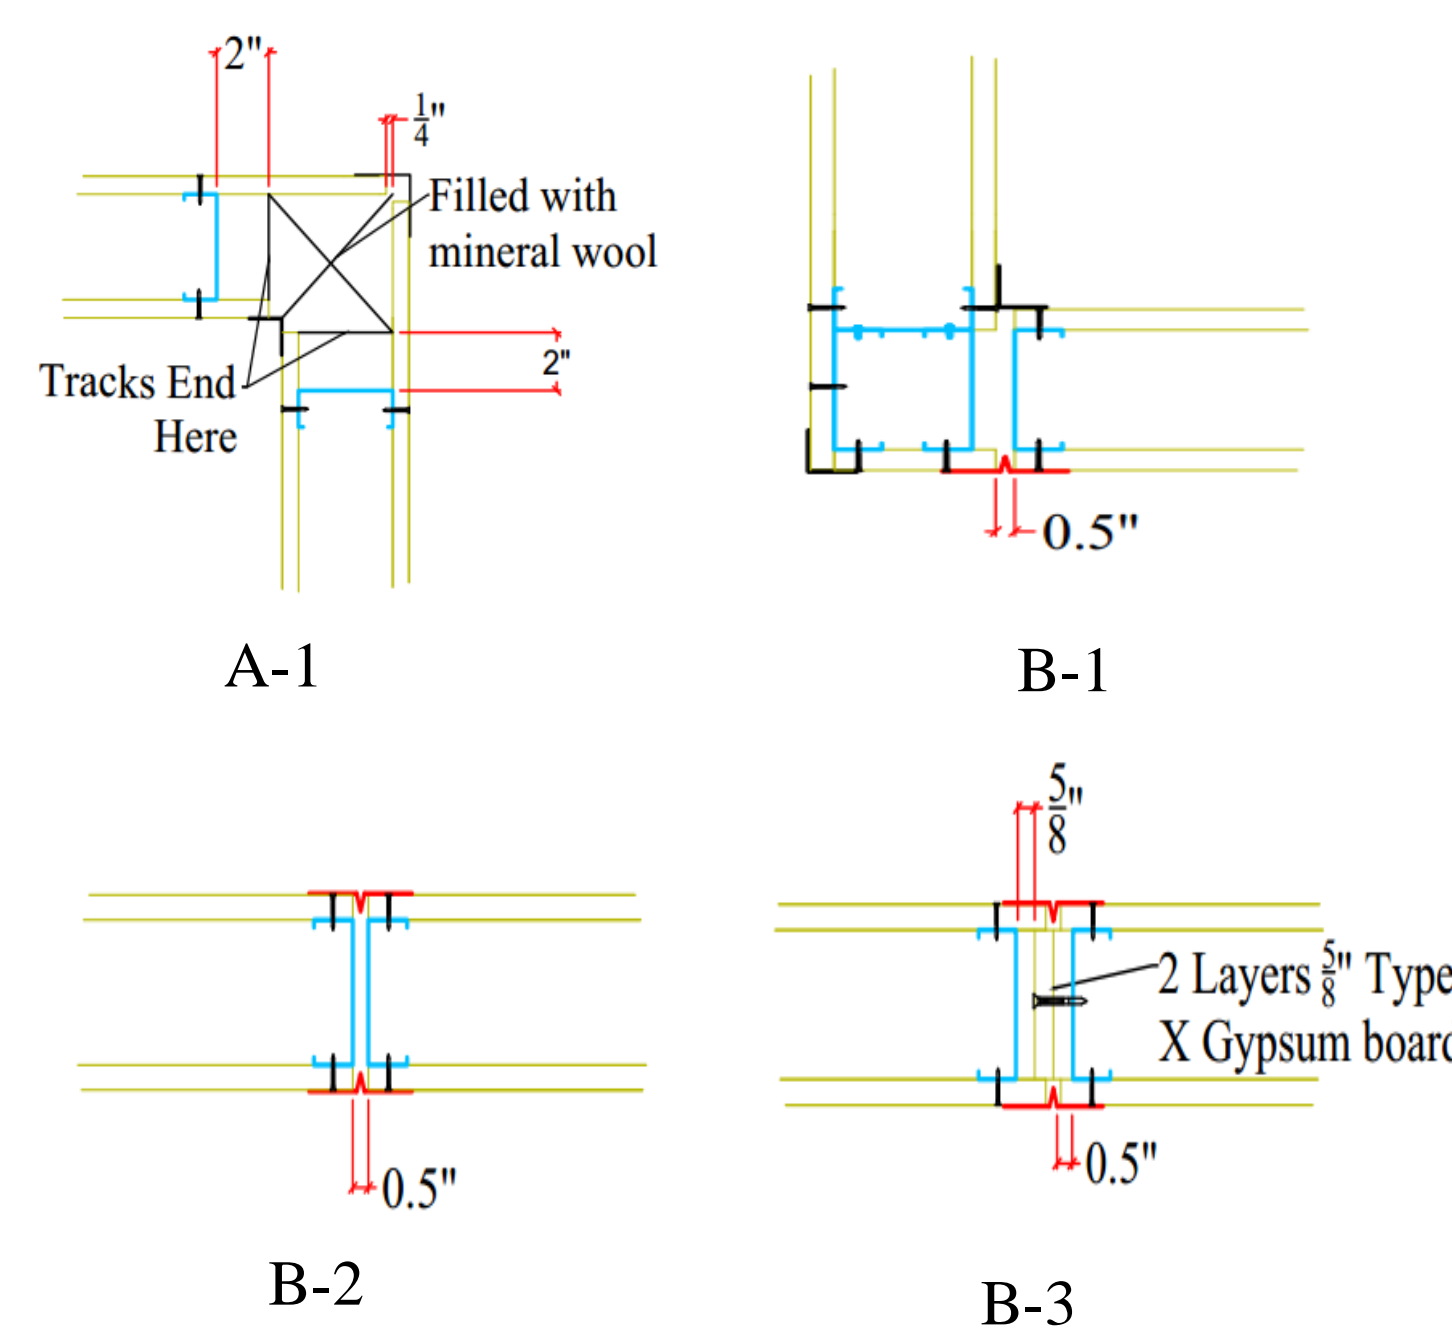 2"
1/4"
Filled with
mineral wool
2"
Tracks End
Here
A-1
0.5"
B-1
0.5"
B-2
5/8"
2 Layers 5/8" Type
X Gypsum board
0.5"
B-3